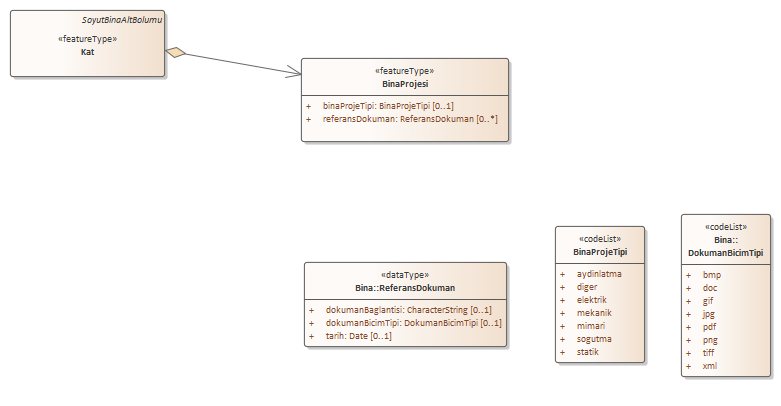 SoyutBinaAltBolumu
«featureType»
Kat
«featureType»
BinaProjesi
+ binaProjeTipi: BinaProjeTipi [0..1]
+ referansDokuman: ReferansDokuman [0..*]
«dataType»
Bina::ReferansDokuman
+ dokumanBaglantisi: CharacterString [0..1]
+ dokumanBicimTipi: DokumanBicimTipi [0..1]
+ tarih: Date [0..1]
«codeList»
BinaProjeTipi
+ aydinlatma
+ diger
+ elektrik
+ mekanik
+ mimari
+ sogutma
+ statik
«codeList»
Bina::
DokumanBicimTipi
+ bmp
+ doc
+ gif
+ jpg
+ pdf
+ png
+ tiff
+ xml